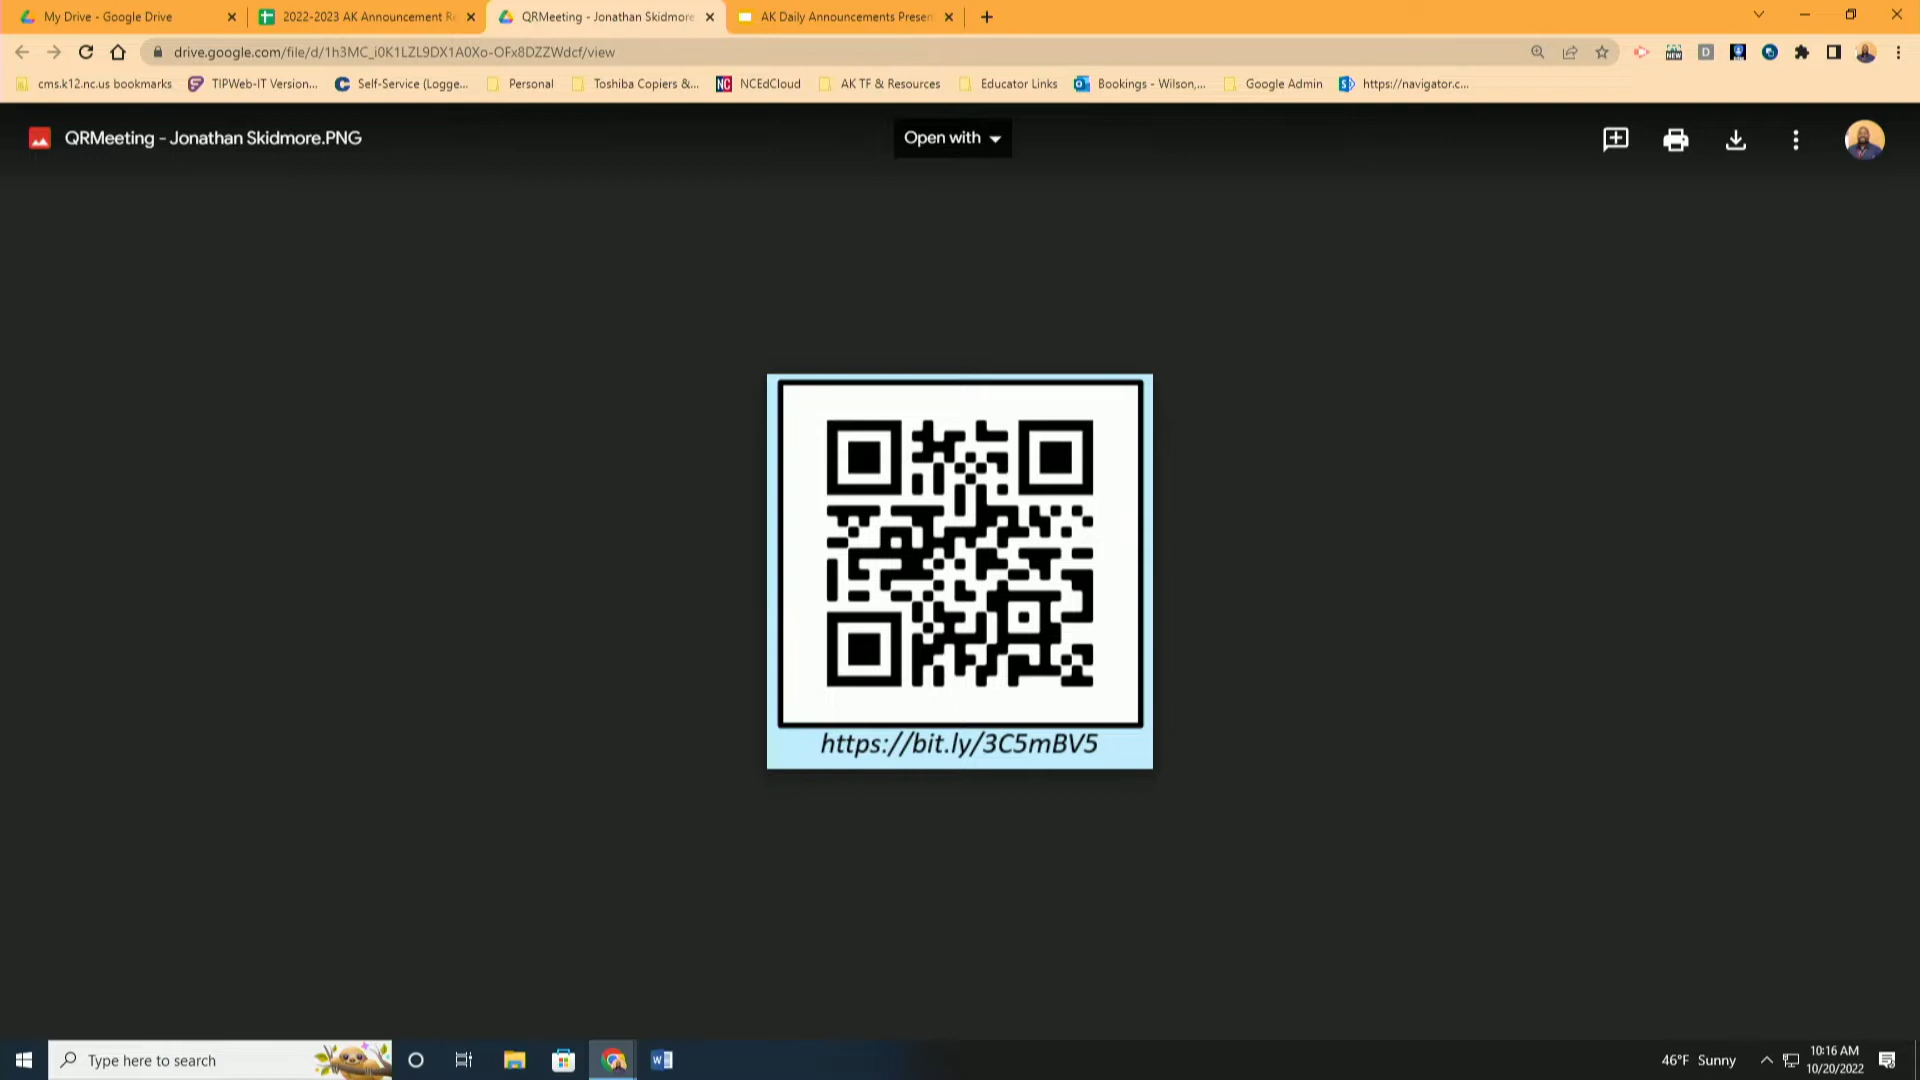 My Drive - Google Drive
2022-2023 AK Announcement Re
QRMeeting - Jonathan Skidmore
AK Daily Announcements Presen
drive.google.com/file/d/1h3MC_i0K1LZL9DX1A0Xo-OFx8DZZWdcf/view
cms.k12.nc.us bookmarks
TIPWeb-IT Version...
Self-Service (Logge...
Personal
Toshiba Copiers &...
NC
NCEdCloud
AK TF & Resources
Educator Links
Bookings - Wilson,...
Google Admin
https://navigator.c...
QRMeeting - Jonathan Skidmore.PNG
Open with
https://bit.ly/3C5mBV5
Type here to search
46°F Sunny
10:16 AM
10/20/2022